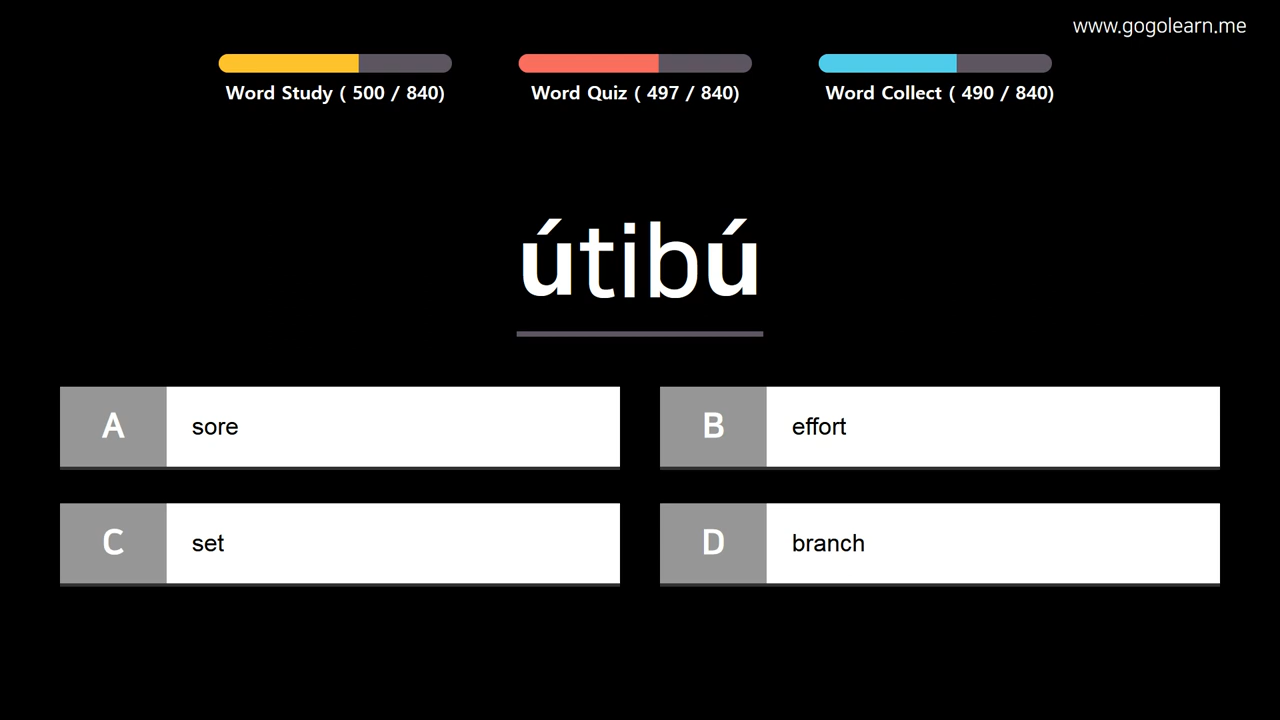 www.gogolearn.me
Word Study ( 500 / 840)
Word Quiz ( 497 / 840)
Word Collect ( 490 / 840)
útibú
A
sore
B
effort
C
set
D
branch